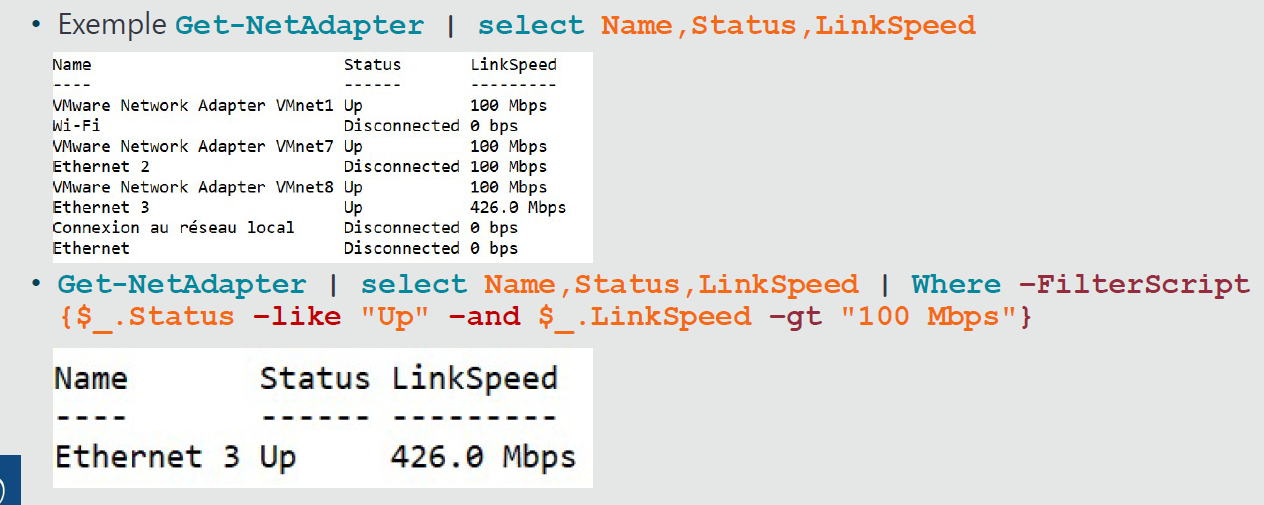 • Exemple Get-NetAdapter | select Name,Status,LinkSpeed
Name Status LinkSpeed
---- ------ ---------
VMware Network Adapter VMnet1 Up 100 Mbps
Wi-Fi Disconnected 0 bps
VMware Network Adapter VMnet7 Up 100 Mbps
Ethernet 2 Disconnected 100 Mbps
VMware Network Adapter VMnet8 Up 100 Mbps
Ethernet 3 Up 426.0 Mbps
Connexion au réseau local Disconnected 0 bps
Ethernet Disconnected 0 bps
• Get-NetAdapter | select Name,Status,LinkSpeed | Where –FilterScript
{$_.Status –like "Up" –and $_.LinkSpeed –gt "100 Mbps"}
Name Status LinkSpeed
---- ------ ---------
Ethernet 3 Up 426.0 Mbps